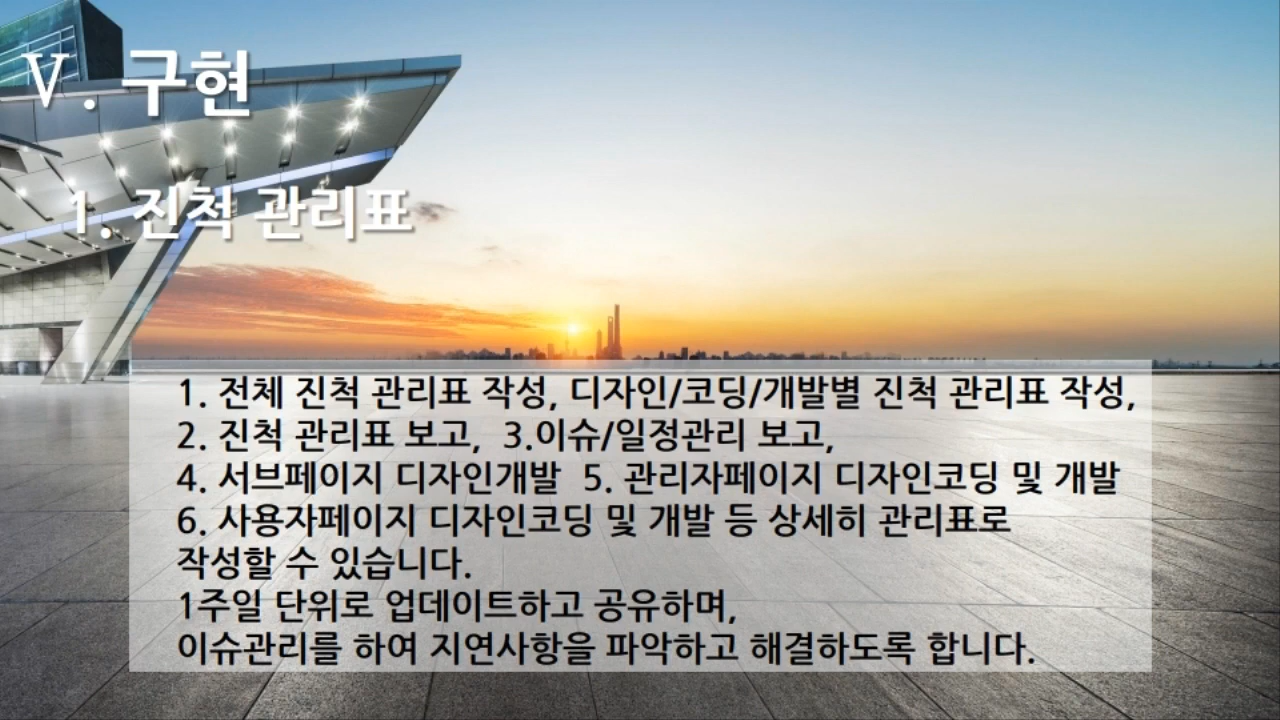 Ⅴ. 구현
1. 진척 관리표
1. 전체 진척 관리표 작성, 디자인/코딩/개발별 진척 관리표 작성,
2. 진척 관리표 보고,  3.이슈/일정관리 보고,
4. 서브페이지 디자인개발  5. 관리자페이지 디자인코딩 및 개발
6. 사용자페이지 디자인코딩 및 개발 등 상세히 관리표로
작성할 수 있습니다.
1주일 단위로 업데이트하고 공유하며,
이슈관리를 하여 지연사항을 파악하고 해결하도록 합니다.